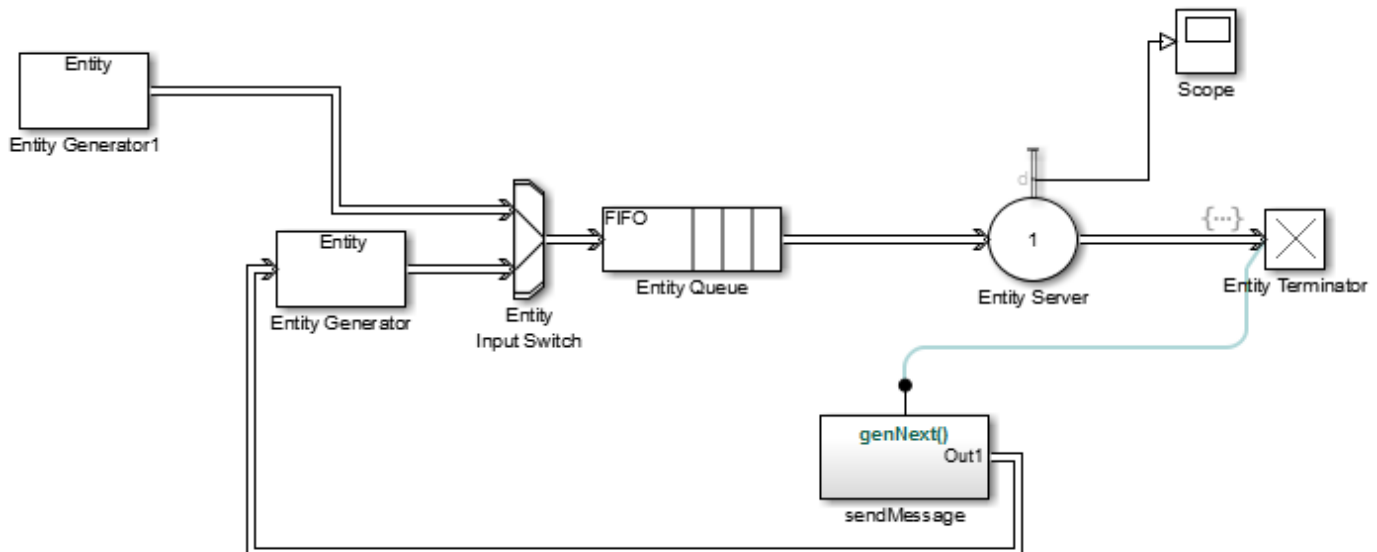 Scope
Entity
Entity Generator1
d
{...}
FIFO
1
Entity
Entity Queue
Entity Server
Entity Terminator
Entity
Input Switch
Entity Generator
genNext()
Out1
sendMessage